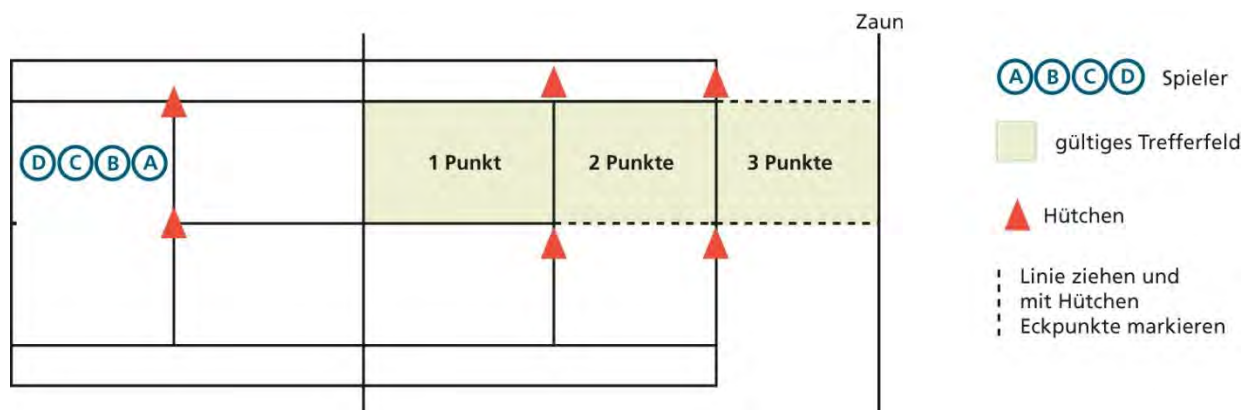 Zaun
A B C D Spieler
gültiges Trefferfeld
D C B A
1 Punkt
2 Punkte
3 Punkte
Hütchen
Linie ziehen und
mit Hütchen
Eckpunkte markieren